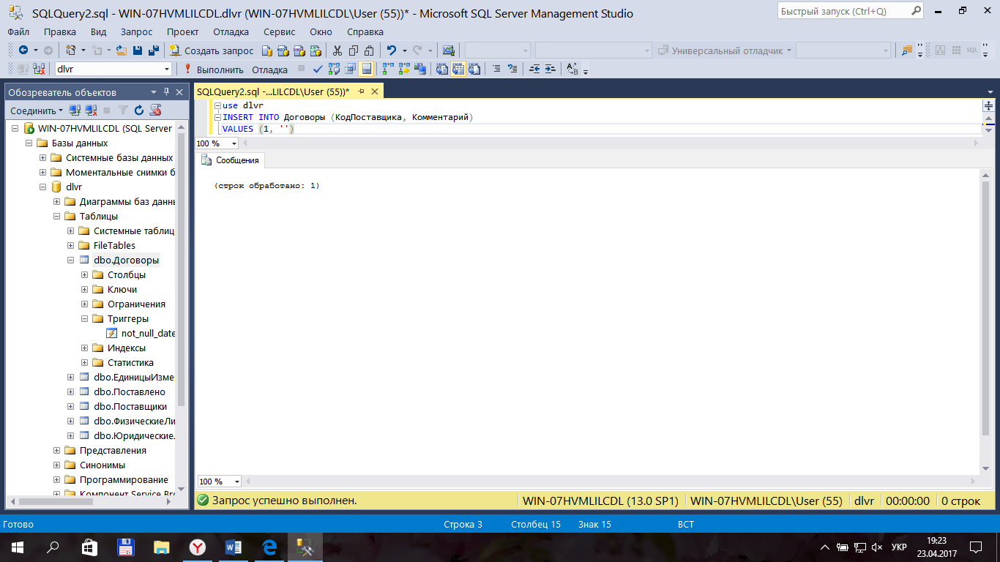 SQLQuery2.sql - WIN-07HVMLILCDL.dlvr (WIN-07HVMLILCDL\User (55))* - Microsoft SQL Server Management Studio
Быстрый запуск (Ctrl+Q)
Файл Правка Вид Запрос Проект Отладка Сервис Окно Справка
Создать запрос
Универсальный отладчик
dlvr
Выполнить Отладка
Обозреватель объектов
Соединить
WIN-07HVMLILCDL (SQL Server
Базы данных
Системные базы данных
Моментальные снимки б
dlvr
Диаграммы баз данн
Таблицы
Системные таблиц
FileTables
dbo.Договоры
Столбцы
Ключи
Ограничения
Триггеры
not_null_date
Индексы
Статистика
dbo.ЕдиницыИзме
dbo.Поставлено
dbo.Поставщики
dbo.ФизическиеЛи
dbo.Юридические
Представления
Синонимы
Программирование
Компонент Service Br
SQLQuery2.sql -...LILCDL\User (55))*
use dlvr
INSERT INTO Договоры (КодПоставщика, Комментарий)
VALUES (1, '')
100 %
Сообщения
(строк обработано: 1)
100 %
Запрос успешно выполнен.
WIN-07HVMLILCDL (13.0 SP1) WIN-07HVMLILCDL\User (55) dlvr 00:00:00 0 строк
Готово Строка 3 Столбец 15 Знак 15 ВСТ
УКР
19:23
23.04.2017